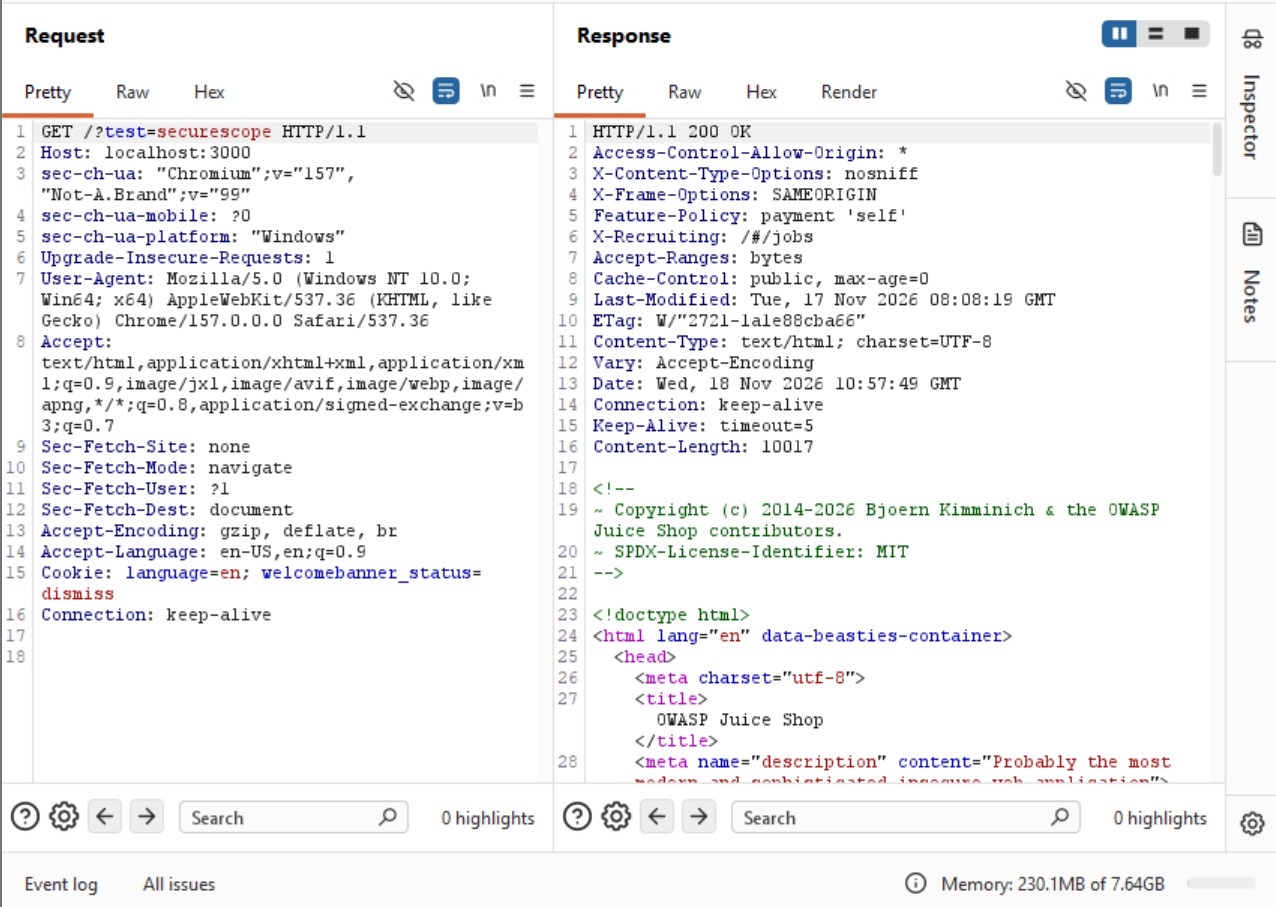 Request
Pretty
Raw
Hex
\n
1 GET /?test=securescope HTTP/1.1
2 Host: localhost:3000
3 sec-ch-ua: "Chromium";v="157",
"Not-A.Brand";v="99"
4 sec-ch-ua-mobile: ?0
5 sec-ch-ua-platform: "Windows"
6 Upgrade-Insecure-Requests: 1
7 User-Agent: Mozilla/5.0 (Windows NT 10.0;
Win64; x64) AppleWebKit/537.36 (KHTML, like
Gecko) Chrome/157.0.0.0 Safari/537.36
8 Accept:
text/html,application/xhtml+xml,application/xm
l;q=0.9,image/jxl,image/avif,image/webp,image/
apng,*/*;q=0.8,application/signed-exchange;v=b
3;q=0.7
9 Sec-Fetch-Site: none
10 Sec-Fetch-Mode: navigate
11 Sec-Fetch-User: ?1
12 Sec-Fetch-Dest: document
13 Accept-Encoding: gzip, deflate, br
14 Accept-Language: en-US,en;q=0.9
15 Cookie: language=en; welcomebanner_status=
dismiss
16 Connection: keep-alive
17
18
Search
0 highlights
Response
Pretty
Raw
Hex
Render
\n
1 HTTP/1.1 200 OK
2 Access-Control-Allow-Origin: *
3 X-Content-Type-Options: nosniff
4 X-Frame-Options: SAMEORIGIN
5 Feature-Policy: payment 'self'
6 X-Recruiting: /#/jobs
7 Accept-Ranges: bytes
8 Cache-Control: public, max-age=0
9 Last-Modified: Tue, 17 Nov 2026 08:08:19 GMT
10 ETag: W/"2721-1a1e88cba66"
11 Content-Type: text/html; charset=UTF-8
12 Vary: Accept-Encoding
13 Date: Wed, 18 Nov 2026 10:57:49 GMT
14 Connection: keep-alive
15 Keep-Alive: timeout=5
16 Content-Length: 10017
17
18 <!--
19 ~ Copyright (c) 2014-2026 Bjoern Kimminich & the OWASP
Juice Shop contributors.
20 ~ SPDX-License-Identifier: MIT
21 -->
22
23 <!doctype html>
24 <html lang="en" data-beasties-container>
25 <head>
26 <meta charset="utf-8">
27 <title>
OWASP Juice Shop
</title>
28 <meta name="description" content="Probably the most
modern and sophisticated insecure web application">
Search
0 highlights
Inspector
Notes
Event log
All issues
Memory: 230.1MB of 7.64GB